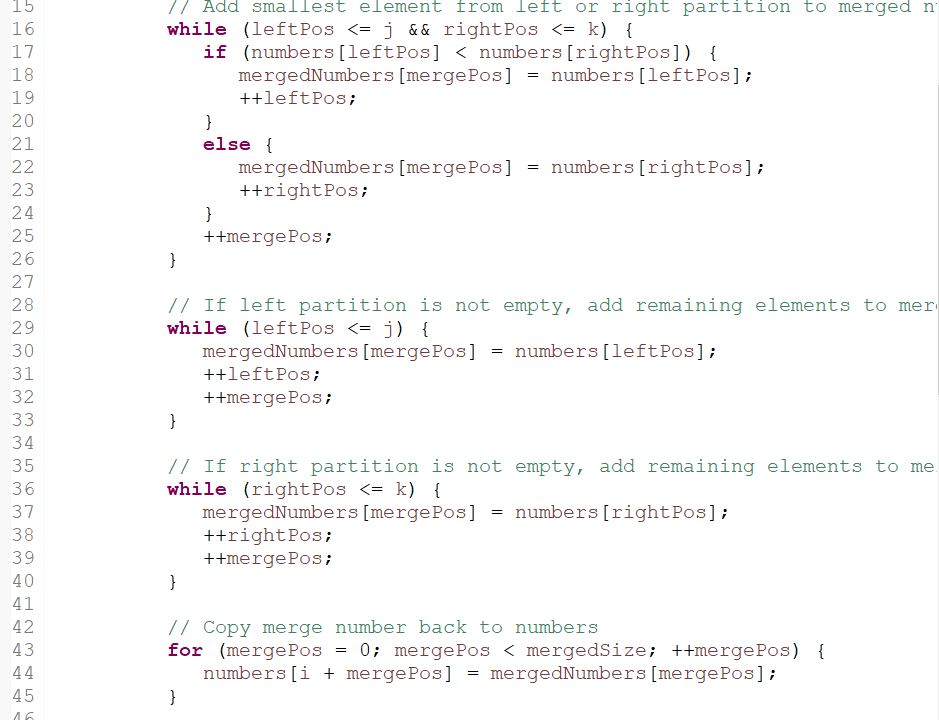 15 // Add smallest element from left or right partition to merged
16 while (leftPos <= j && rightPos <= k) {
17 if (numbers[leftPos] < numbers[rightPos]) {
18 mergedNumbers[mergePos] = numbers[leftPos];
19 ++leftPos;
20 }
21 else {
22 mergedNumbers[mergePos] = numbers[rightPos];
23 ++rightPos;
24 }
25 ++mergePos;
26 }
27
28 // If left partition is not empty, add remaining elements to
29 while (leftPos <= j) {
30 mergedNumbers[mergePos] = numbers[leftPos];
31 ++leftPos;
32 ++mergePos;
33 }
34
35 // If right partition is not empty, add remaining elements to
36 while (rightPos <= k) {
37 mergedNumbers[mergePos] = numbers[rightPos];
38 ++rightPos;
39 ++mergePos;
40 }
41
42 // Copy merge number back to numbers
43 for (mergePos = 0; mergePos < mergedSize; ++mergePos) {
44 numbers[i + mergePos] = mergedNumbers[mergePos];
45 }
46